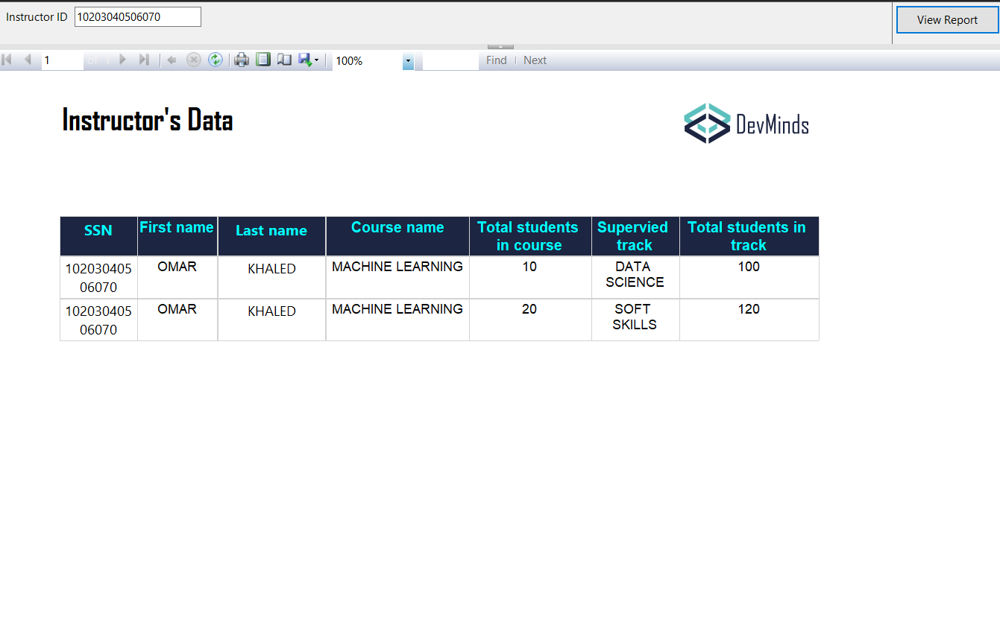 Instructor ID 10203040506070 View Report
1 of 1 100% Find Next
Instructor's Data
DevMinds
SSN First name Last name Course name Total students in course Supervied track Total students in track
10203040506070 OMAR KHALED MACHINE LEARNING 10 DATA SCIENCE 100
10203040506070 OMAR KHALED MACHINE LEARNING 20 SOFT SKILLS 120